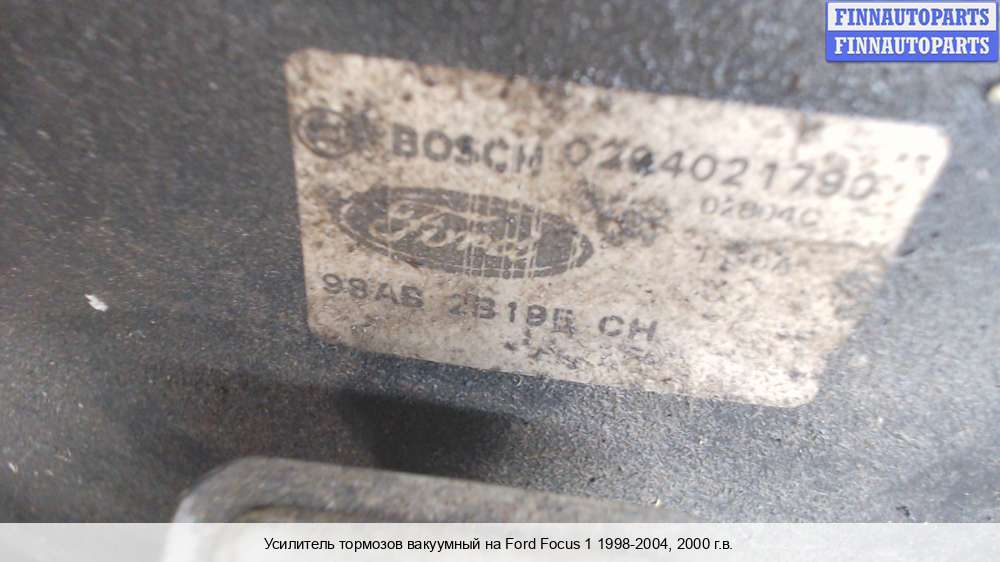 FINNAUTOPARTS
FINNAUTOPARTS
BOSCH 0204021790
02804C
Ford
98AB 2B195 CH
Усилитель тормозов вакуумный на Ford Focus 1 1998-2004, 2000 г.в.